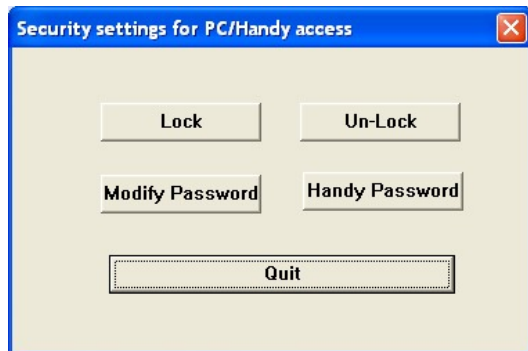 Security settings for PC/Handy access
Lock
Un-Lock
Modify Password
Handy Password
Quit